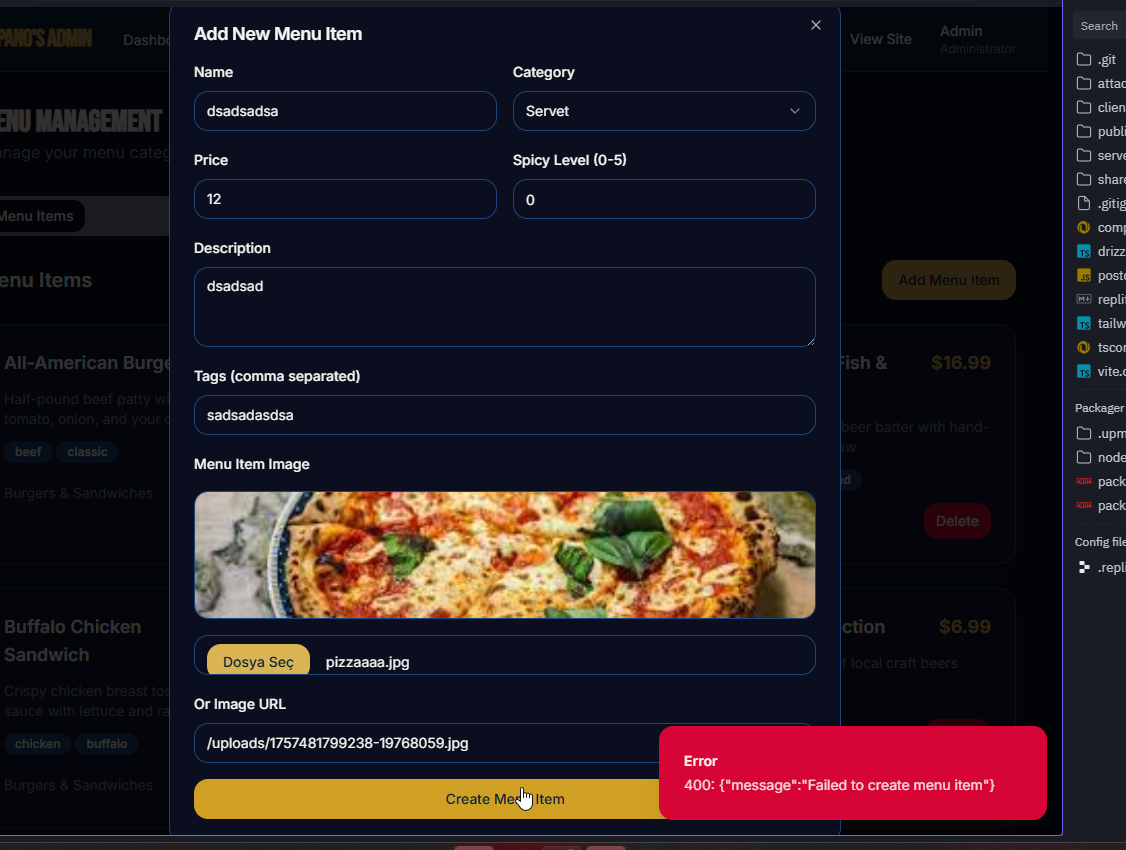 PANO'S ADMIN
Dashbo
View Site
Admin
Administrator
Search
ENU MANAGEMENT
anage your menu categ
Menu Items
enu Items
Add Menu Item
All-American Burge
Half-pound beef patty wi
tomato, onion, and your c
beef
classic
Burgers & Sandwiches
Buffalo Chicken
Sandwich
Crispy chicken breast tos
sauce with lettuce and ra
chicken
buffalo
Burgers & Sandwiches
Add New Menu Item
Name
Category
dsadsadsa
Servet
Price
Spicy Level (0-5)
12
0
Description
dsadsad
Tags (comma separated)
sadsadasdsa
Menu Item Image
Dosya Seç
pizzaaaa.jpg
Or Image URL
/uploads/1757481799238-19768059.jpg
Create Menu Item
Error
400: {"message":"Failed to create menu item"}
Fish &
$16.99
beer batter with hand-
aw
ed
Delete
ction
$6.99
f local craft beers
.git
attac
clien
publi
serve
share
.gitig
comp
TS drizz
JS postc
M↓ replit
TS tailw
tscon
TS vite.c
Packager
.upm
node
pack
pack
Config file
.repli